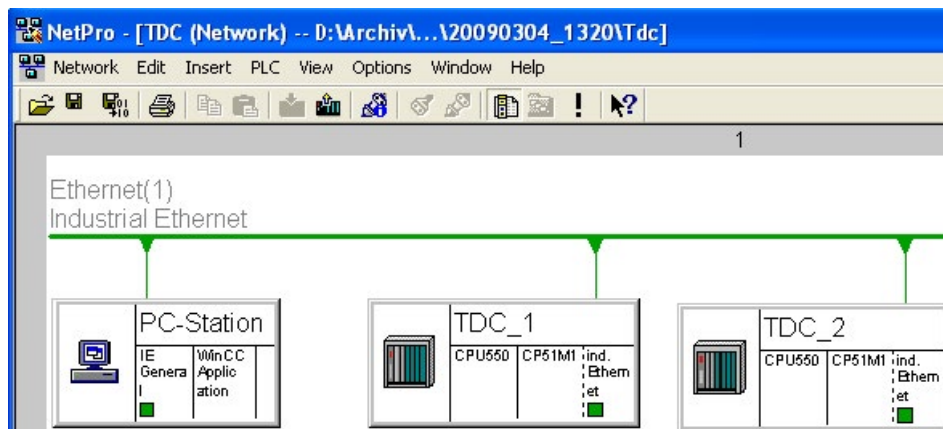 NetPro - [TDC (Network) -- D:\Archiv\...\20090304_1320\Tdc]
Network Edit Insert PLC View Options Window Help
1
Ethernet(1)
Industrial Ethernet
PC-Station
IE
Genera
l
WinCC
Applic
ation
TDC_1
CPU550 CP51M1 ind.
Ethern
et
TDC_2
CPU550 CP51M1 ind.
Ethern
et